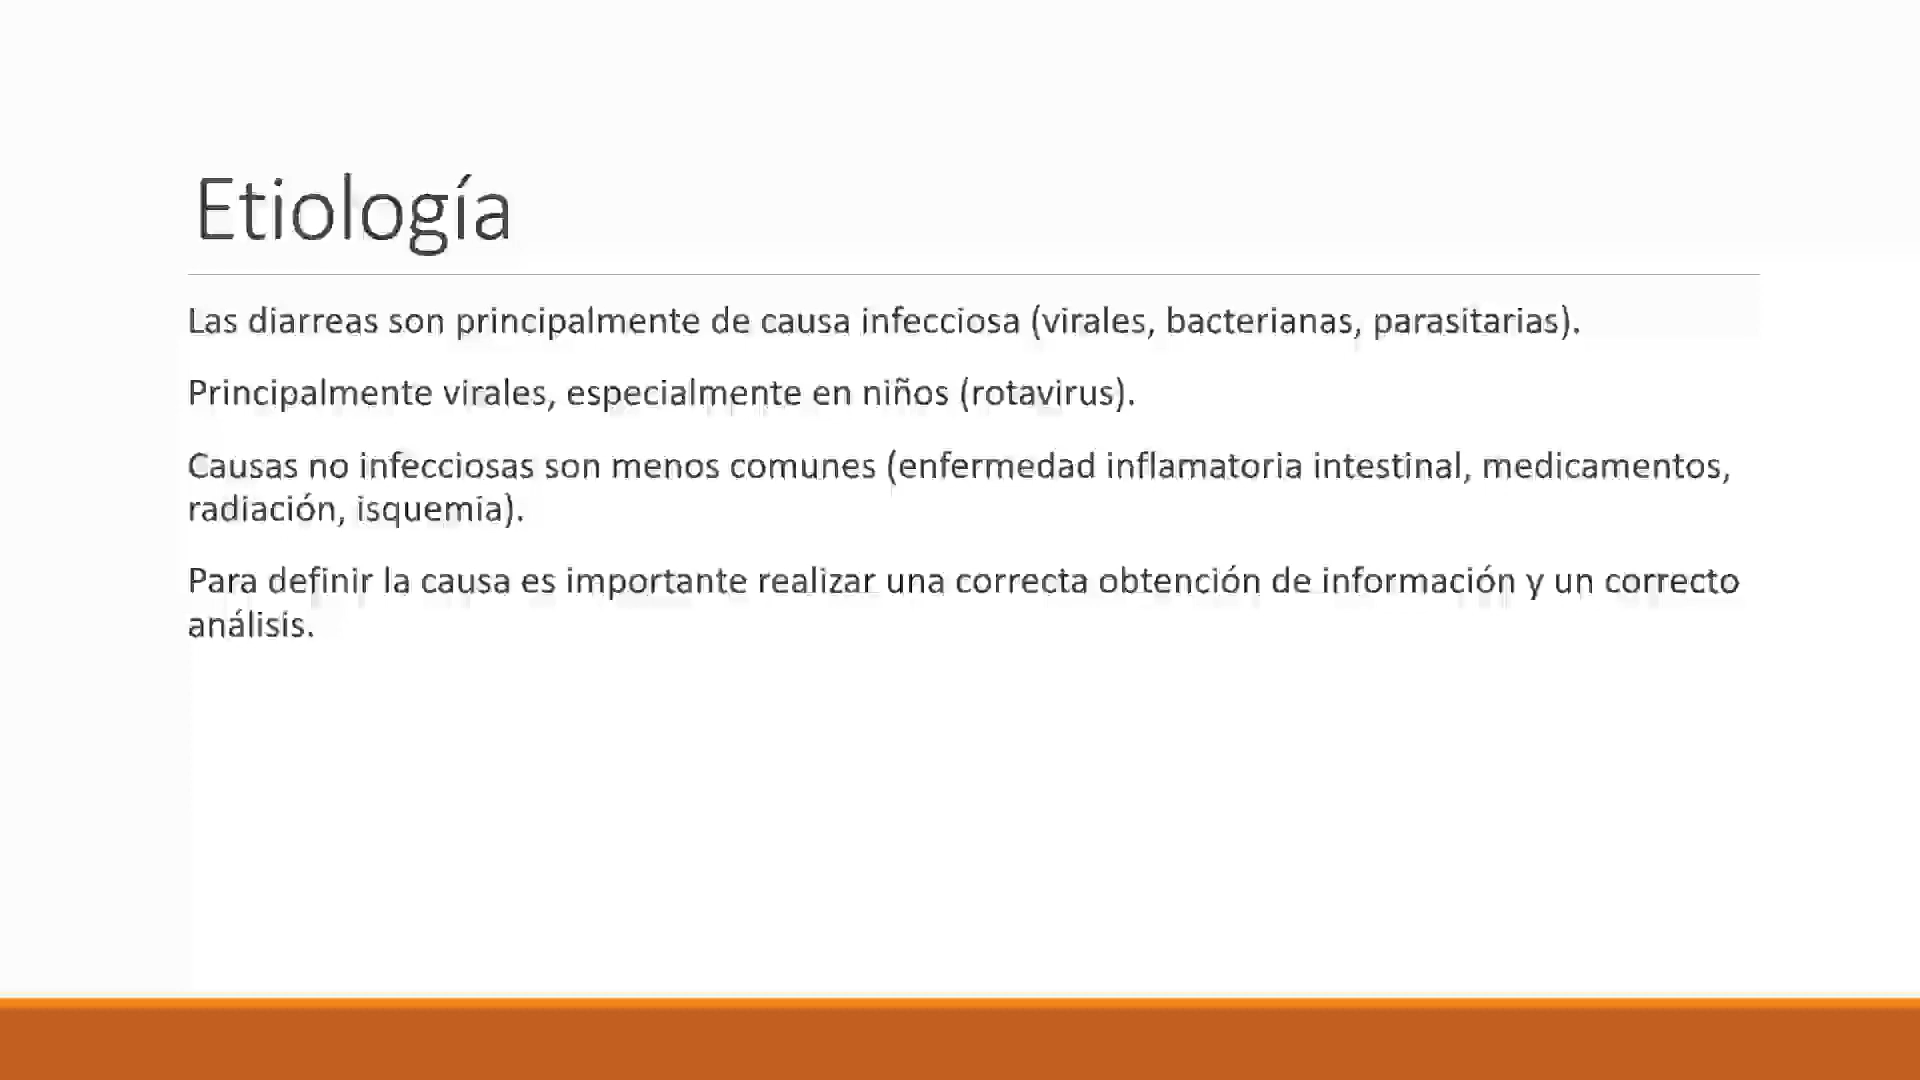 Etiología
Las diarreas son principalmente de causa infecciosa (virales, bacterianas, parasitarias).
Principalmente virales, especialmente en niños (rotavirus).
Causas no infecciosas son menos comunes (enfermedad inflamatoria intestinal, medicamentos,
radiación, isquemia).
Para definir la causa es importante realizar una correcta obtención de información y un correcto
análisis.